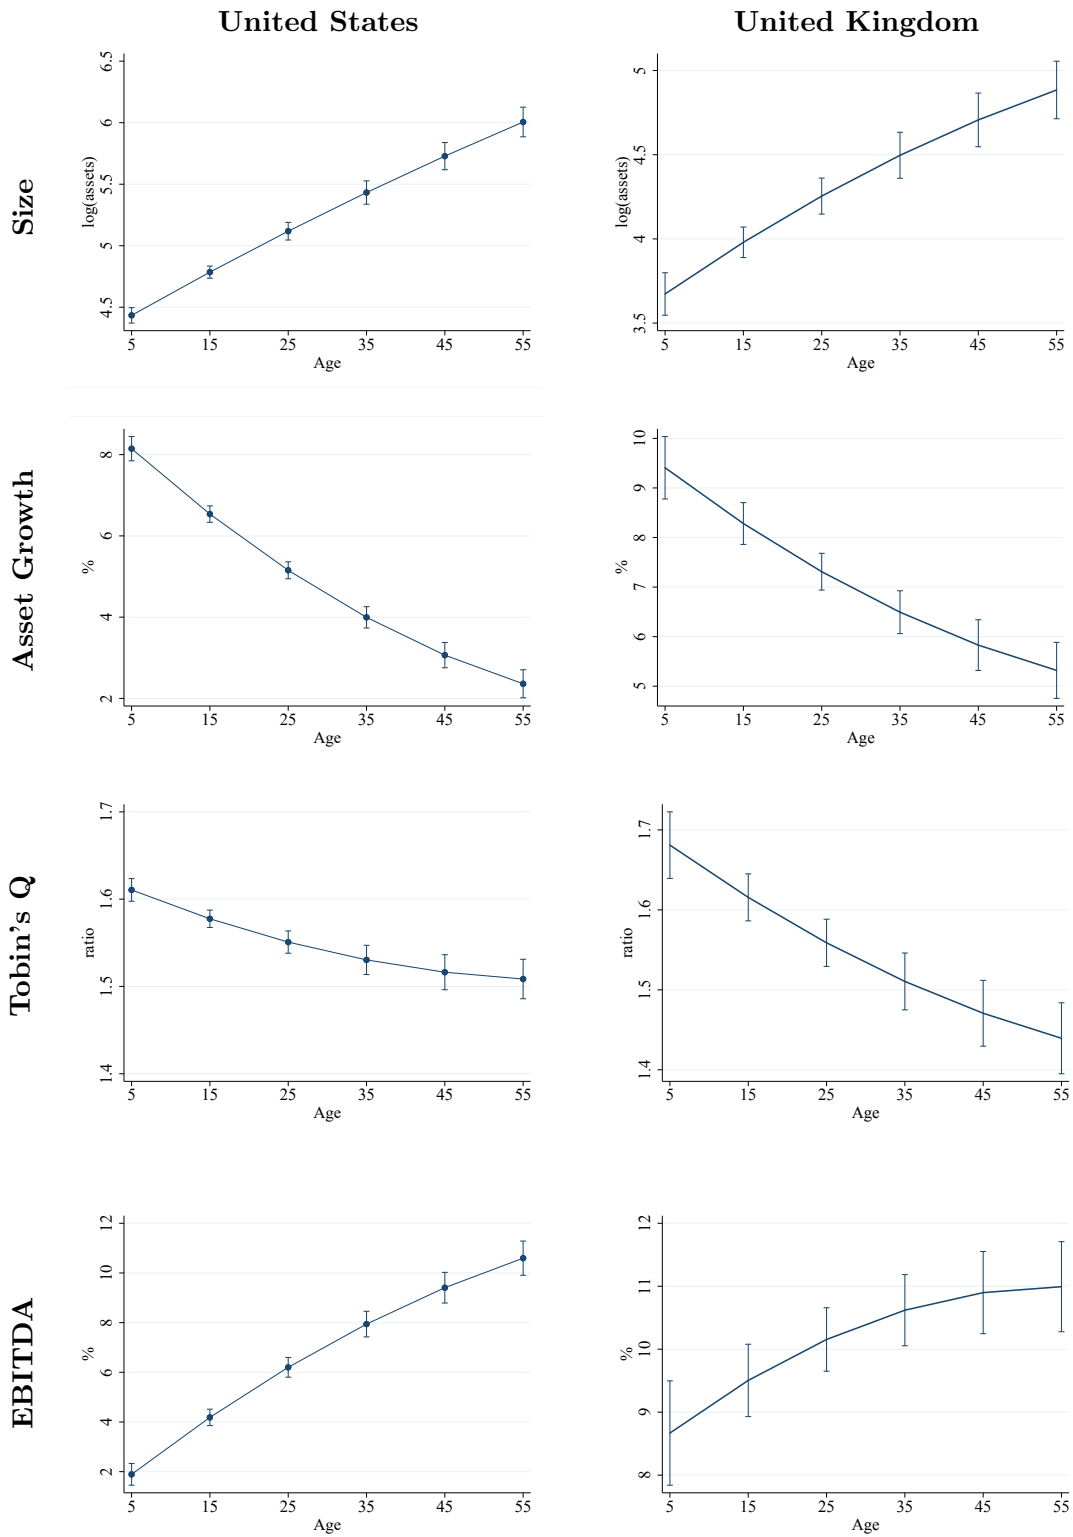 United States
United Kingdom
Size
log(assets)
6.5
6
5.5
5
4.5
5 15 25 35 45 55
Age
log(assets)
5
4.5
4
3.5
5 15 25 35 45 55
Age
Asset Growth
%
8
6
4
2
5 15 25 35 45 55
Age
%
10
9
8
7
6
5
5 15 25 35 45 55
Age
Tobin's Q
ratio
1.7
1.6
1.5
1.4
5 15 25 35 45 55
Age
ratio
1.7
1.6
1.5
1.4
5 15 25 35 45 55
Age
EBITDA
%
12
10
8
6
4
2
5 15 25 35 45 55
Age
%
12
11
10
9
8
5 15 25 35 45 55
Age